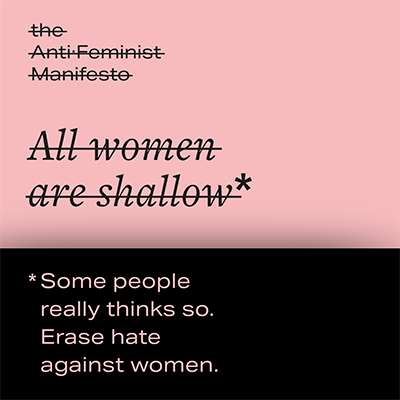 the
Anti·Feminist
Manifesto
All women
are shallow*
*Some people
really thinks so.
Erase hate
against women.